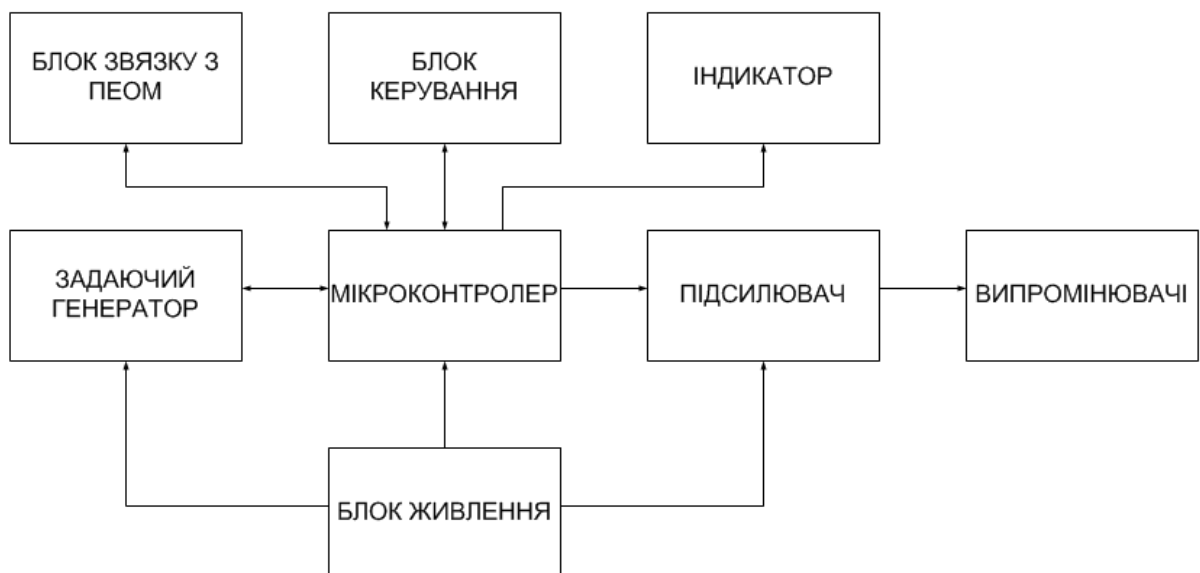 БЛОК ЗВЯЗКУ З
ПЕОМ
БЛОК
КЕРУВАННЯ
ІНДИКАТОР
ЗАДАЮЧИЙ
ГЕНЕРАТОР
МІКРОКОНТРОЛЕР
ПІДСИЛЮВАЧ
ВИПРОМІНЮВАЧІ
БЛОК ЖИВЛЕННЯ